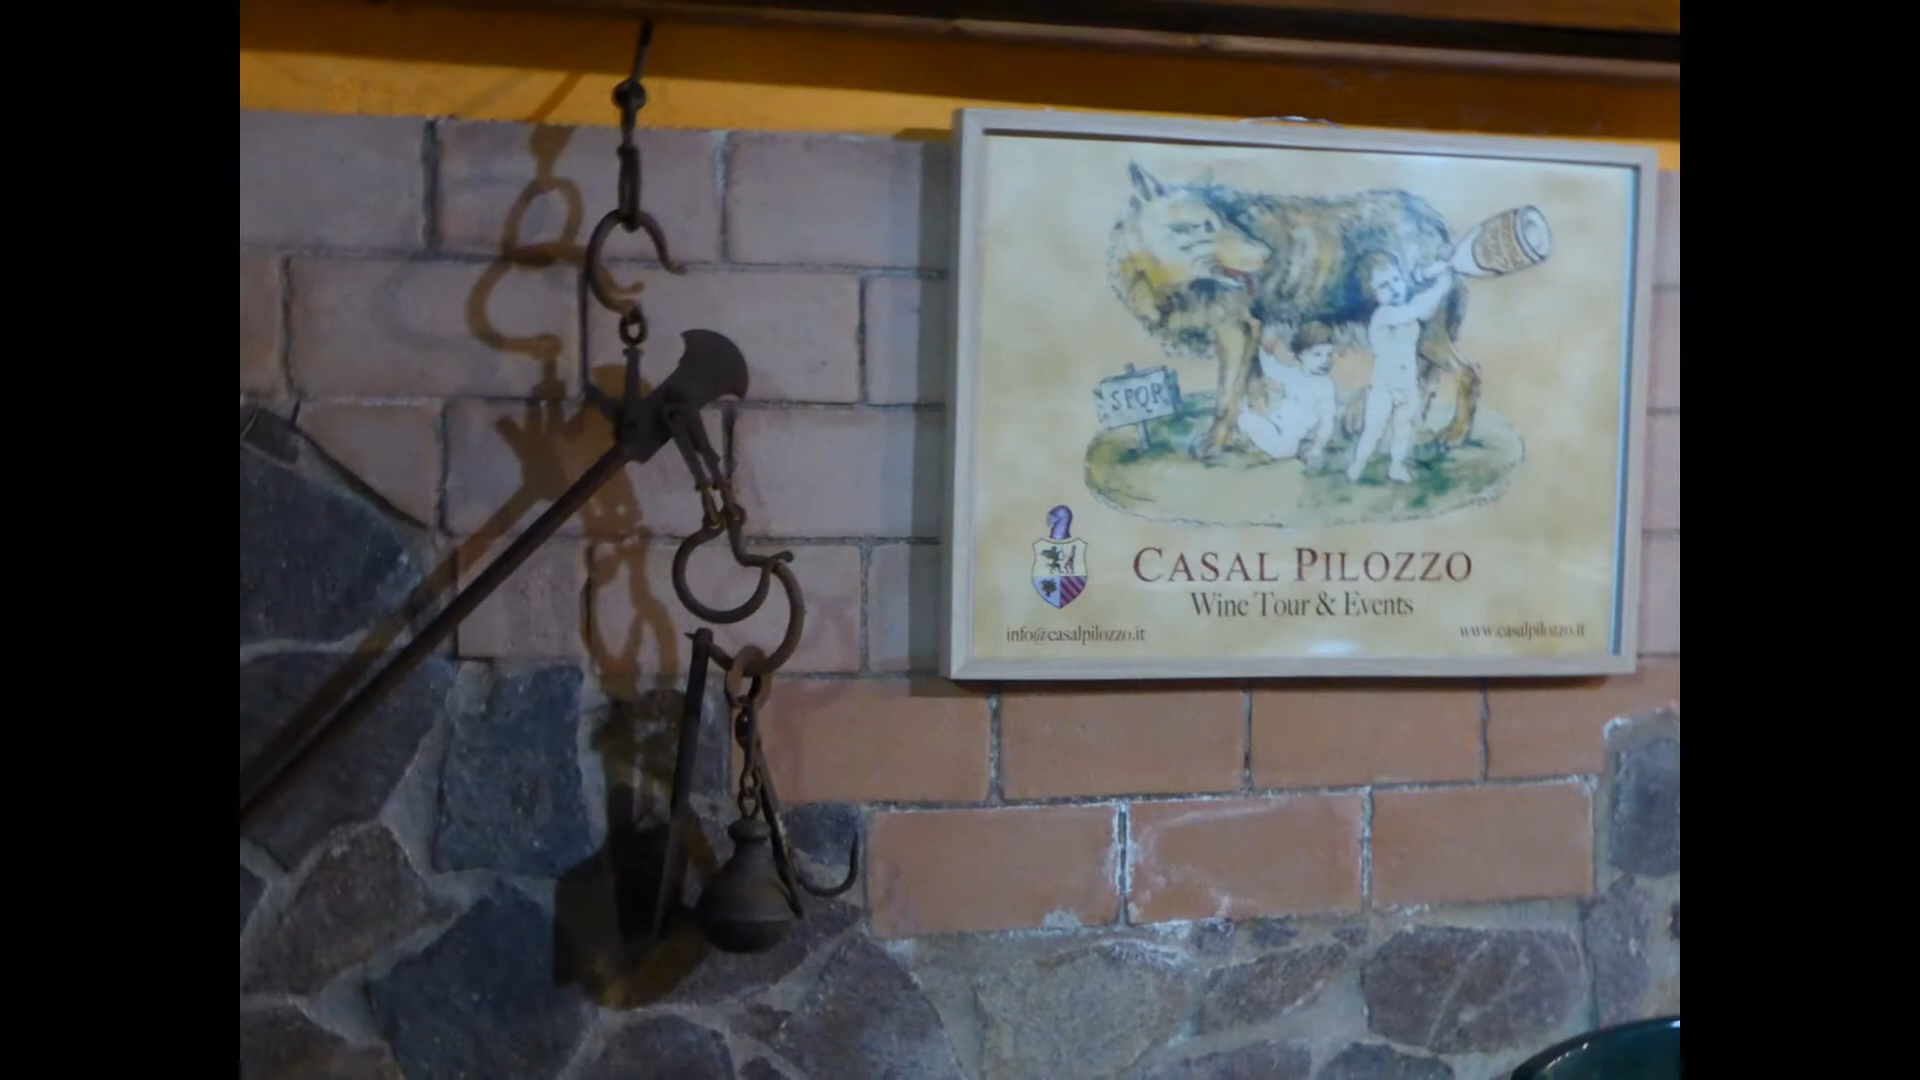 SPQR
CASAL PILOZZO
Wine Tour & Events
info@casalpilozzo.it
www.casalpilozzo.it